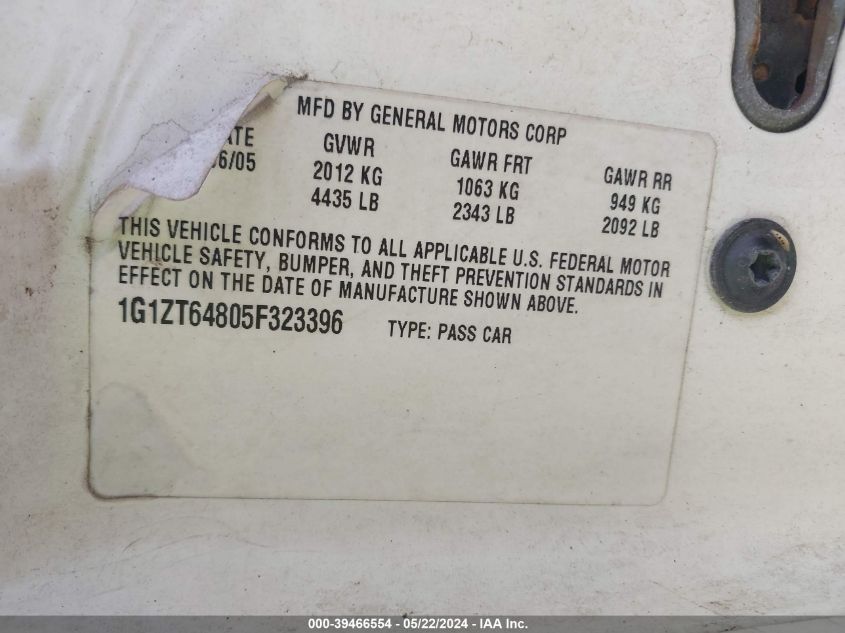 MFD BY GENERAL MOTORS CORP
ATE GVWR GAWR FRT GAWR RR
6/05 2012 KG 1063 KG 949 KG
4435 LB 2343 LB 2092 LB
THIS VEHICLE CONFORMS TO ALL APPLICABLE U.S. FEDERAL MOTOR
VEHICLE SAFETY, BUMPER, AND THEFT PREVENTION STANDARDS IN
EFFECT ON THE DATE OF MANUFACTURE SHOWN ABOVE.
1G1ZT64805F323396 TYPE: PASS CAR
000-39466554 - 05/22/2024 - IAA Inc.